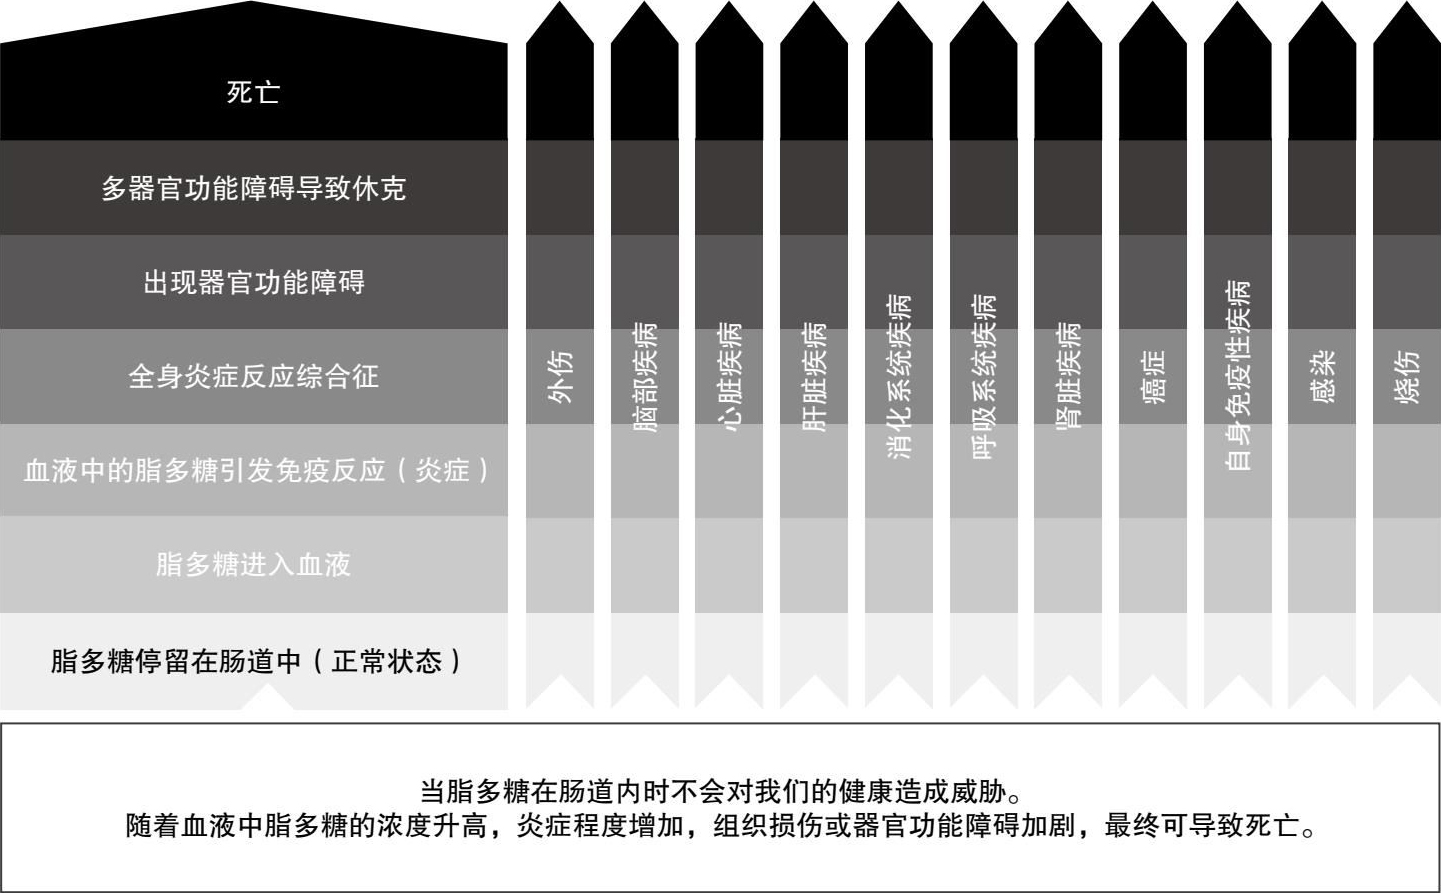 死亡
多器官功能障碍导致休克
出现器官功能障碍
全身炎症反应综合征
血液中的脂多糖引发免疫反应（炎症）
脂多糖进入血液
脂多糖停留在肠道中（正常状态）
外伤
脑部疾病
心脏疾病
肝脏疾病
消化系统疾病
呼吸系统疾病
肾脏疾病
癌症
自身免疫性疾病
感染
烧伤
当脂多糖在肠道内时不会对我们的健康造成威胁。
随着血液中脂多糖的浓度升高，炎症程度增加，组织损伤或器官功能障碍加剧，最终可导致死亡。